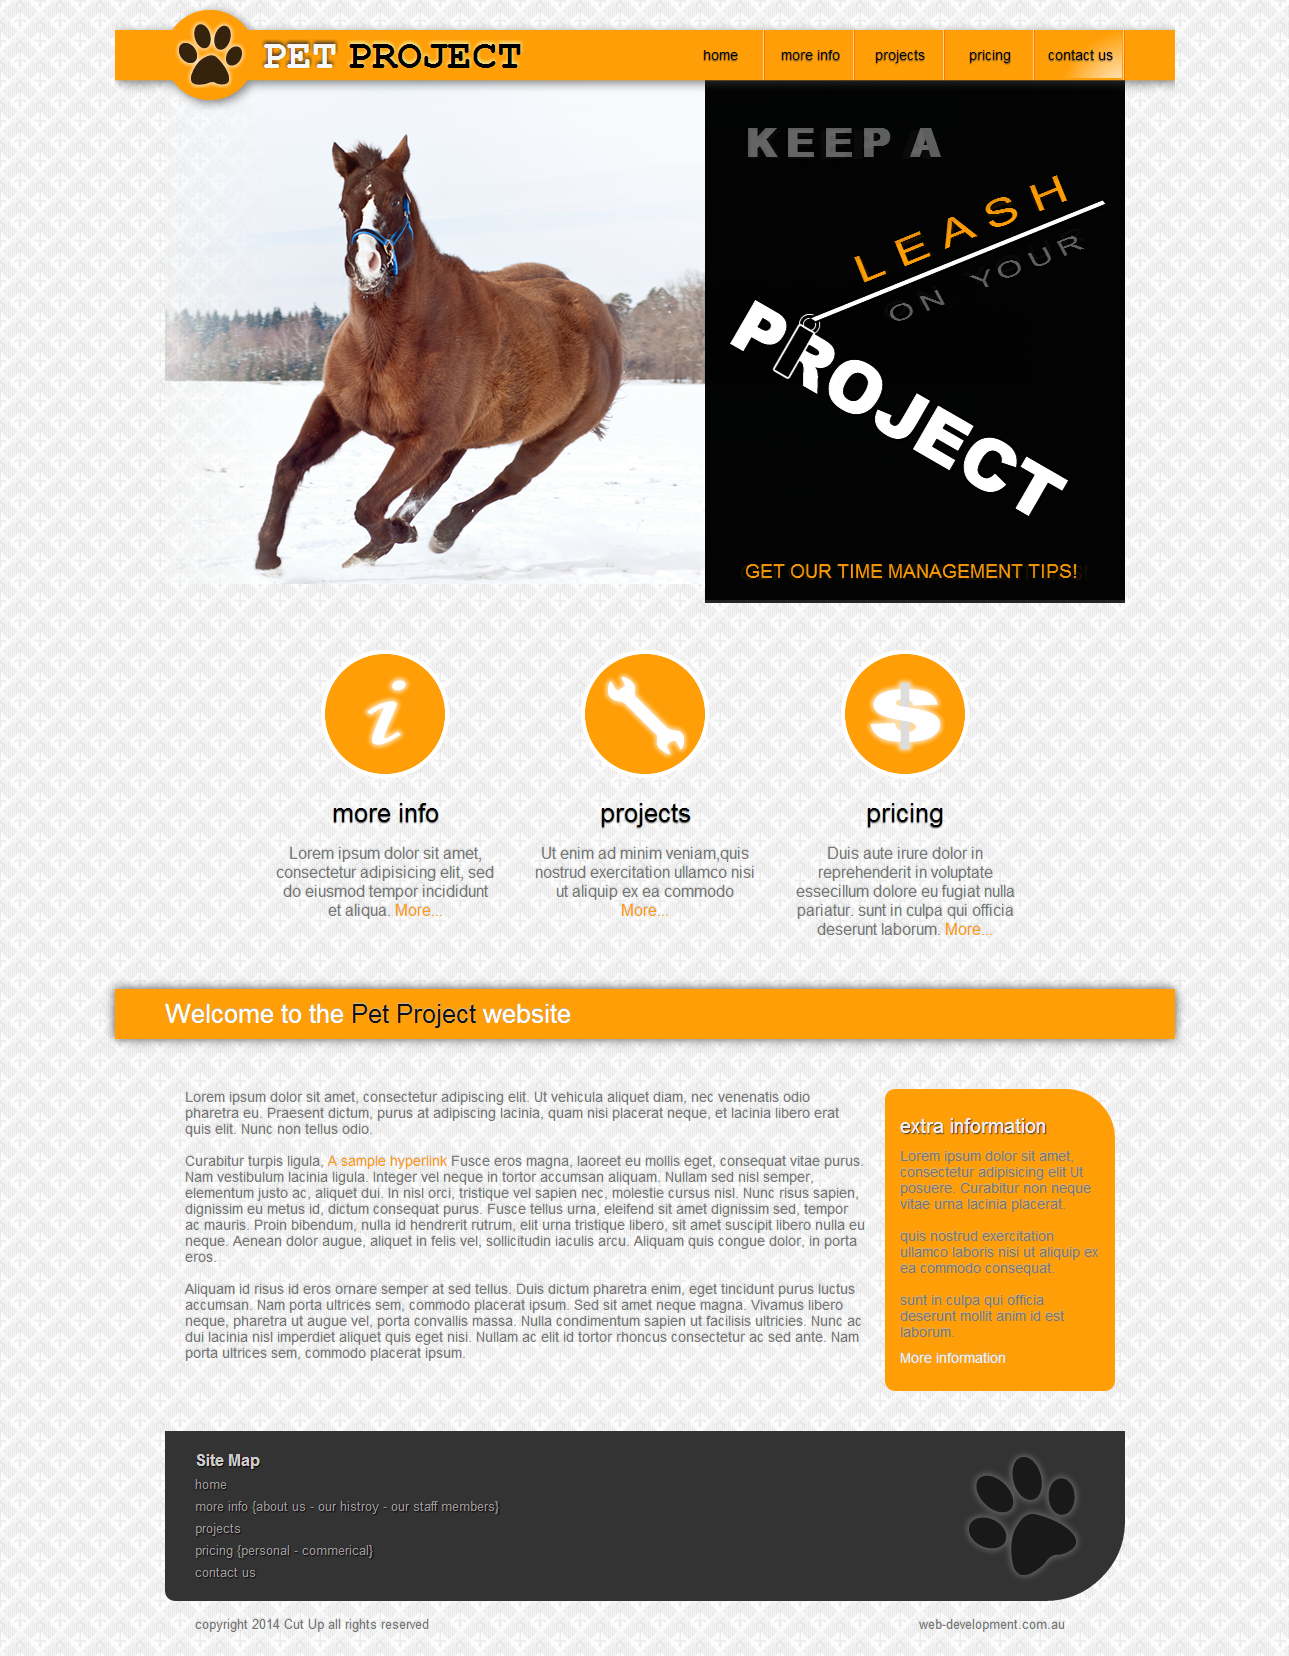 PET PROJECT
home more info projects pricing contact us
KEEP A
LEASH
ON YOUR
PROJECT
GET OUR TIME MANAGEMENT TIPS!
more info
Lorem ipsum dolor sit amet,
consectetur adipisicing elit, sed
do eiusmod tempor incididunt
et aliqua. More...
projects
Ut enim ad minim veniam,quis
nostrud exercitation ullamco nisi
ut aliquip ex ea commodo
More...
pricing
Duis aute irure dolor in
reprehenderit in voluptate
essecillum dolore eu fugiat nulla
pariatur. sunt in culpa qui officia
deserunt laborum. More...
Welcome to the Pet Project website
Lorem ipsum dolor sit amet, consectetur adipiscing elit. Ut vehicula aliquet diam, nec venenatis odio
pharetra eu. Praesent dictum, purus at adipiscing lacinia, quam nisi placerat neque, et lacinia libero erat
quis elit. Nunc non tellus odio.
Curabitur turpis ligula, A sample hyperlink Fusce eros magna, laoreet eu mollis eget, consequat vitae purus.
Nam vestibulum lacinia ligula. Integer vel neque in tortor accumsan aliquam. Nullam sed nisl semper,
elementum justo ac, aliquet dui. In nisl orci, tristique vel sapien nec, molestie cursus nisl. Nunc risus sapien,
dignissim eu metus id, dictum consequat purus. Fusce tellus urna, eleifend sit amet dignissim sed, tempor
ac mauris. Proin bibendum, nulla id hendrerit rutrum, elit urna tristique libero, sit amet suscipit libero nulla eu
neque. Aenean dolor augue, aliquet in felis vel, sollicitudin iaculis arcu. Aliquam quis congue dolor, in porta
eros.
Aliquam id risus id eros ornare semper at sed tellus. Duis dictum pharetra enim, eget tincidunt purus luctus
accumsan. Nam porta ultrices sem, commodo placerat ipsum. Sed sit amet neque magna. Vivamus libero
neque, pharetra ut augue vel, porta convallis massa. Nulla condimentum sapien ut facilisis ultricies. Nunc ac
dui lacinia nisl imperdiet aliquet quis eget nisi. Nullam ac elit id tortor rhoncus consectetur ac sed ante. Nam
porta ultrices sem, commodo placerat ipsum.
extra information
Lorem ipsum dolor sit amet,
consectetur adipisicing elit Ut
posuere. Curabitur non neque
vitae urna lacinia placerat.
quis nostrud exercitation
ullamco laboris nisi ut aliquip ex
ea commodo consequat.
sunt in culpa qui officia
deserunt mollit anim id est
laborum.
More information
Site Map
home
more info {about us - our histroy - our staff members}
projects
pricing {personal - commerical}
contact us
copyright 2014 Cut Up all rights reserved
web-development.com.au